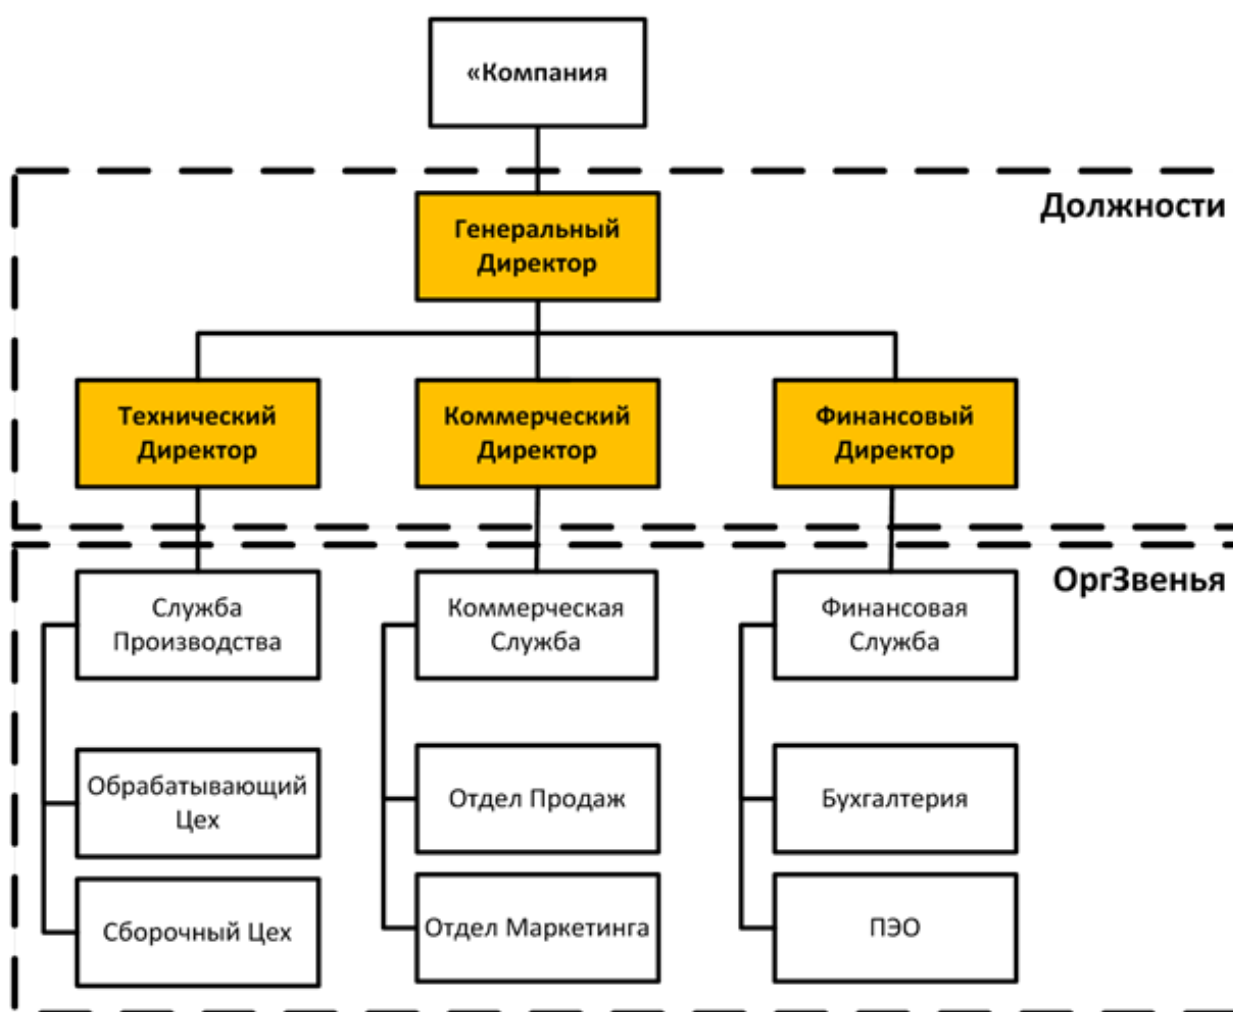 «Компания
Должности
Генеральный
Директор
Технический
Директор
Коммерческий
Директор
Финансовый
Директор
ОргЗвенья
Служба
Производства
Коммерческая
Служба
Финансовая
Служба
Обрабатывающий
Цех
Отдел Продаж
Бухгалтерия
Сборочный Цех
Отдел Маркетинга
ПЭО